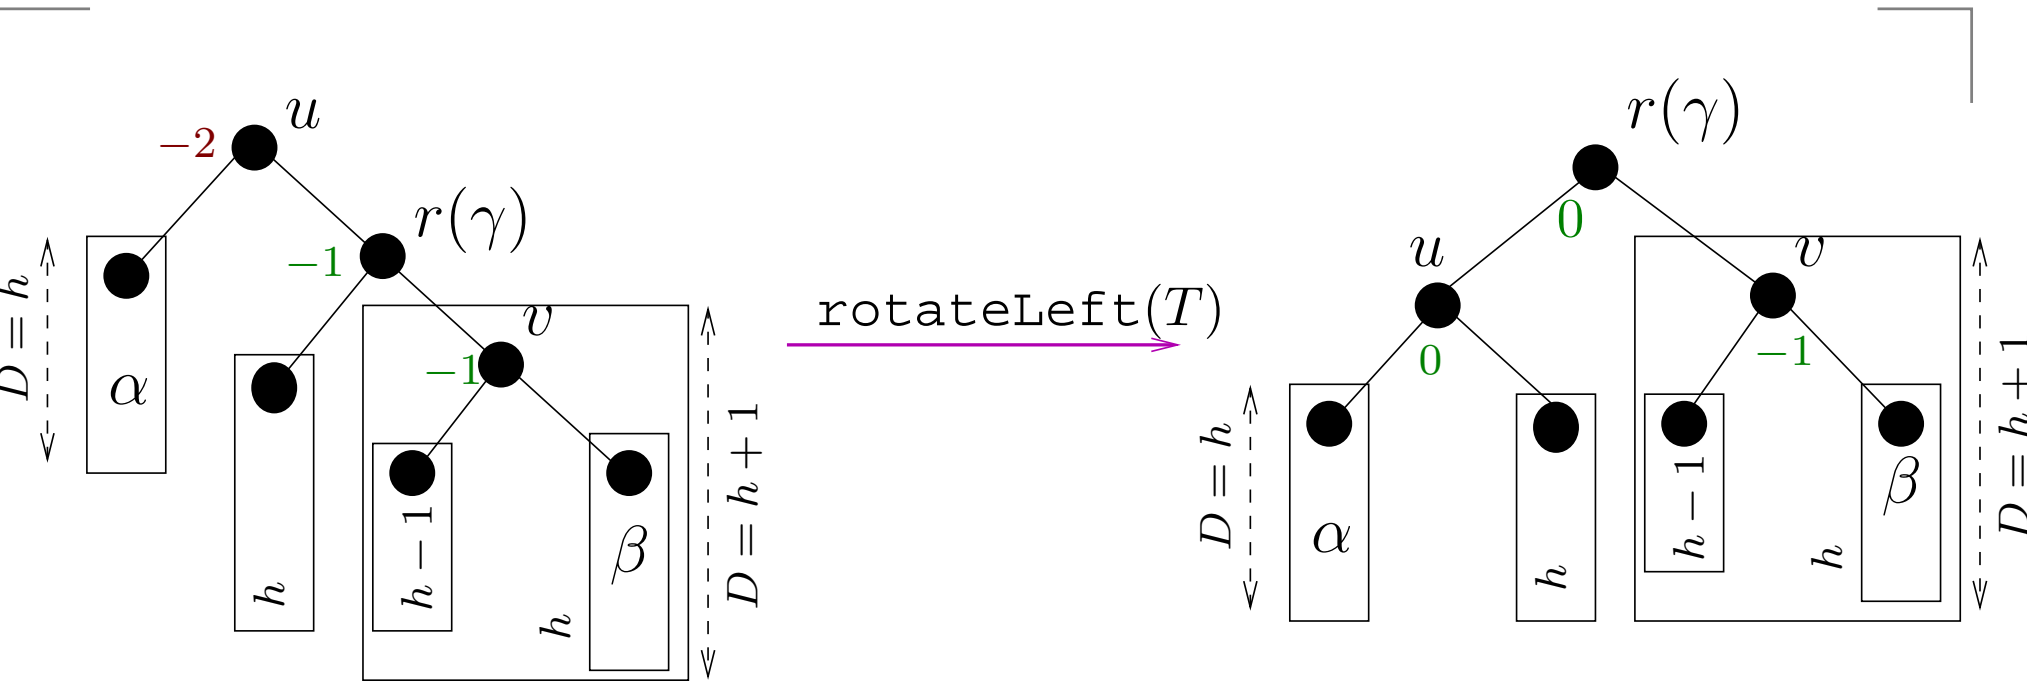 u
−2
r(γ)
−1
D = h
α
v
−1
h
h − 1
β
h
D = h + 1
rotateLeft(T)
r(γ)
0
u
0
v
−1
D = h
α
h
h − 1
β
h
D = h + 1